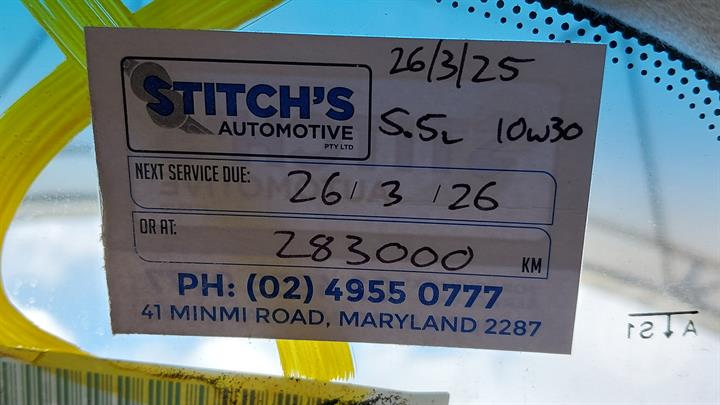 26/3/25
STITCH'S
AUTOMOTIVE
PTY LTD
5.5L 10W30
NEXT SERVICE DUE: 26/3/26
OR AT: 283000 KM
PH: (02) 4955 0777
41 MINMI ROAD, MARYLAND 2287